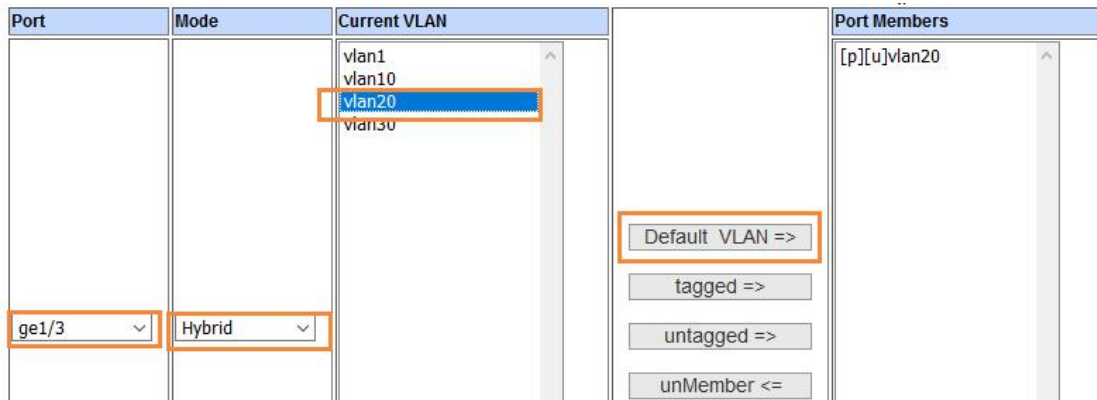 Port Mode Current VLAN Port Members
vlan1
vlan10
vlan20
vlan30
[p][u]vlan20
Default VLAN =>
tagged =>
untagged =>
unMember <=
ge1/3
Hybrid